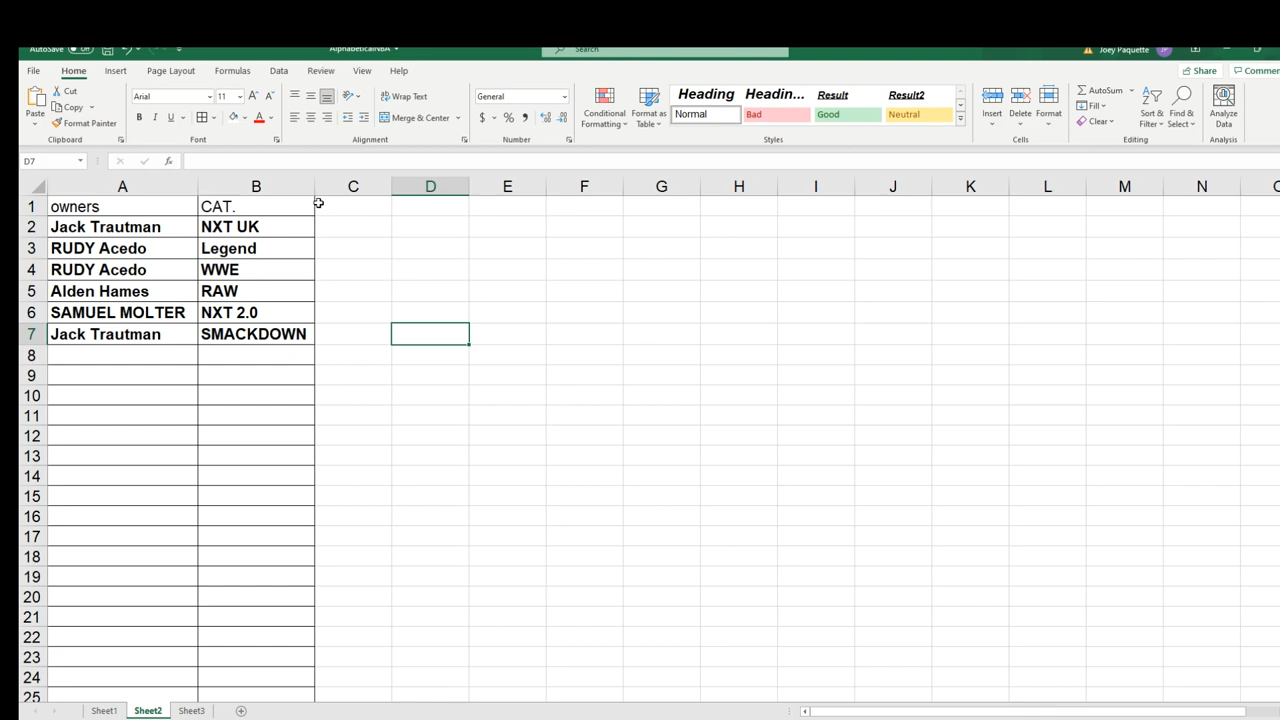 AutoSave
AlphabeticalNBA
Search
Joey Paquette
JP
File Home Insert Page Layout Formulas Data Review View Help
Share
Commen
Paste
Cut
Copy
Format Painter
Clipboard
Arial 11
B I U
Font
Wrap Text
Merge & Center
Alignment
General
$ % ,
Number
Conditional Formatting
Format as Table
Heading Headin... Result Result2
Normal Bad Good Neutral
Styles
Insert Delete Format
Cells
AutoSum
Fill
Clear
Sort & Filter
Find & Select
Editing
Analyze Data
Analysis
D7 fx
A B C D E F G H I J K L M N
1 owners CAT.
2 Jack Trautman NXT UK
3 RUDY Acedo Legend
4 RUDY Acedo WWE
5 Alden Hames RAW
6 SAMUEL MOLTER NXT 2.0
7 Jack Trautman SMACKDOWN
8
9
10
11
12
13
14
15
16
17
18
19
20
21
22
23
24
25
Sheet1 Sheet2 Sheet3